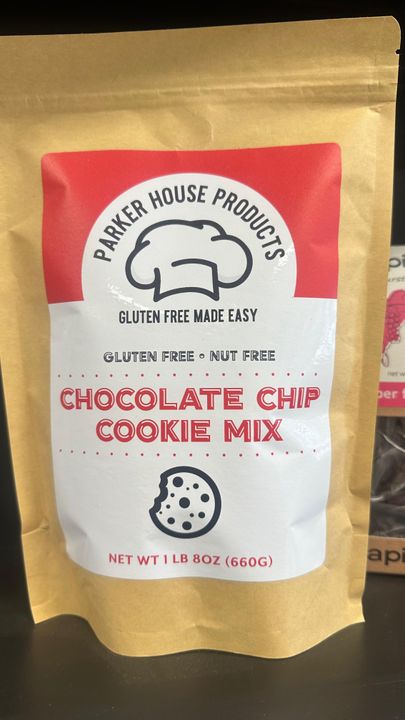 PARKER HOUSE PRODUCTS
GLUTEN FREE MADE EASY
GLUTEN FREE • NUT FREE
CHOCOLATE CHIP
COOKIE MIX
NET WT 1 LB 8OZ (660G)